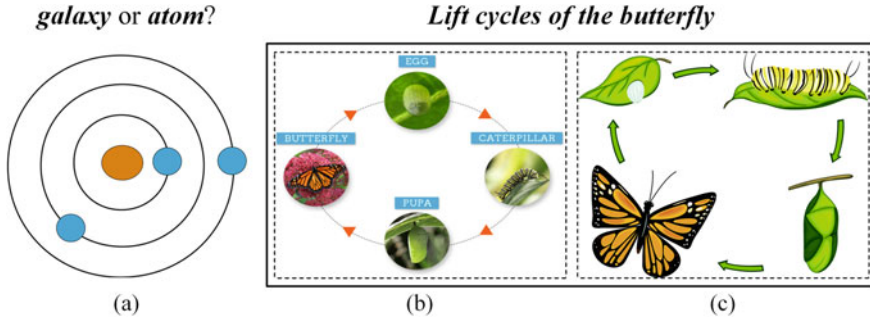 galaxy or atom?
Lift cycles of the butterfly
EGG
BUTTERFLY
CATERPILLAR
PUPA
(a)
(b)
(c)